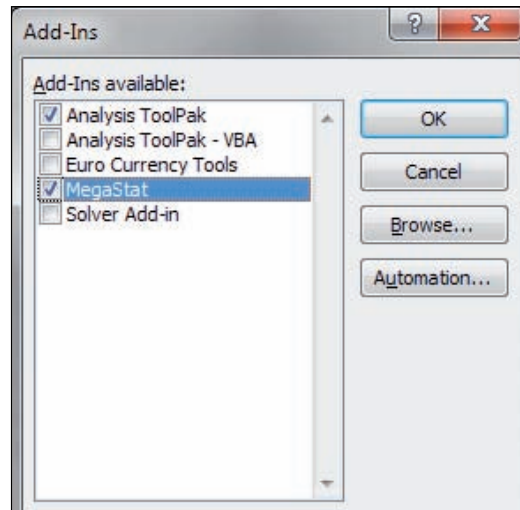 Add-Ins
Add-Ins available:
Analysis ToolPak
Analysis ToolPak - VBA
Euro Currency Tools
MegaStat
Solver Add-in
OK
Cancel
Browse...
Automation...